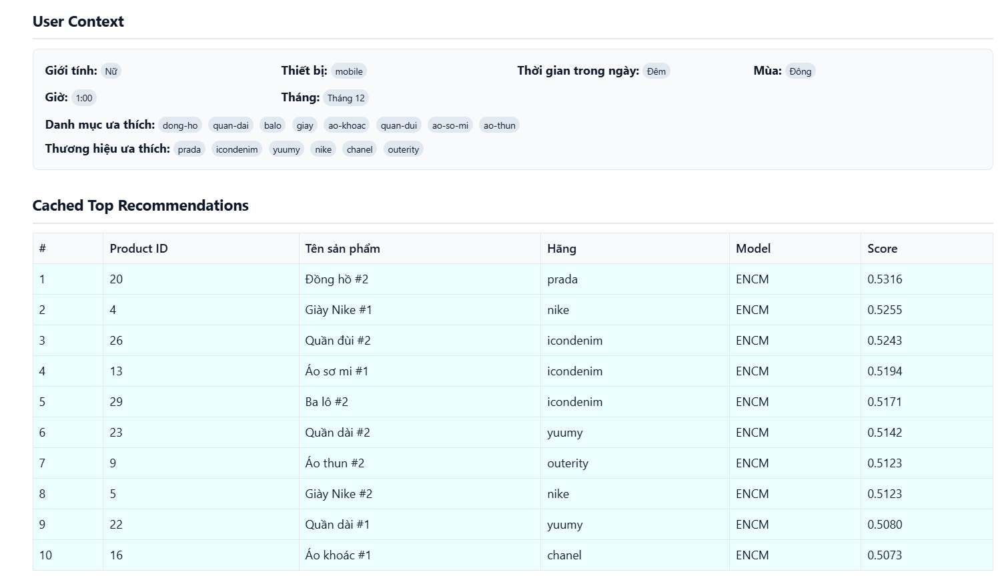 User Context
Giới tính: Nữ Thiết bị: mobile Thời gian trong ngày: Đêm Mùa: Đông
Giờ: 1:00 Tháng: Tháng 12
Danh mục ưa thích: dong-ho quan-dai balo giay ao-khoac quan-dui ao-so-mi ao-thun
Thương hiệu ưa thích: prada icondenim yuumy nike chanel outerity
Cached Top Recommendations
# Product ID Tên sản phẩm Hãng Model Score
1 20 Đồng hồ #2 prada ENCM 0.5316
2 4 Giày Nike #1 nike ENCM 0.5255
3 26 Quần đùi #2 icondenim ENCM 0.5243
4 13 Áo sơ mi #1 icondenim ENCM 0.5194
5 29 Ba lô #2 icondenim ENCM 0.5171
6 23 Quần dài #2 yuumy ENCM 0.5142
7 9 Áo thun #2 outerity ENCM 0.5123
8 5 Giày Nike #2 nike ENCM 0.5123
9 22 Quần dài #1 yuumy ENCM 0.5080
10 16 Áo khoác #1 chanel ENCM 0.5073